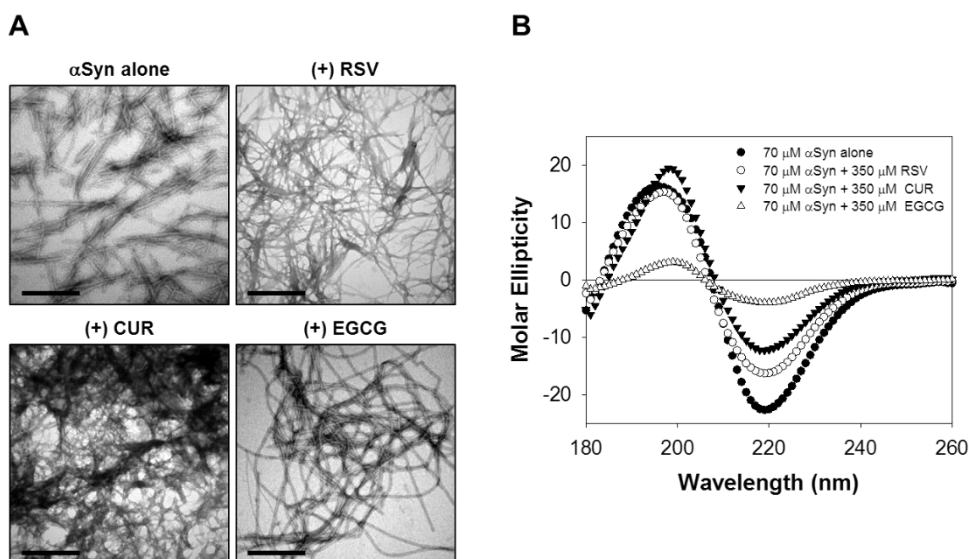 A
B
αSyn alone
(+) RSV
(+) CUR
(+) EGCG
70 μM αSyn alone
70 μM αSyn + 350 μM RSV
70 μM αSyn + 350 μM CUR
70 μM αSyn + 350 μM EGCG
20
10
0
-10
-20
Molar Ellipticity
180 200 220 240 260
Wavelength (nm)